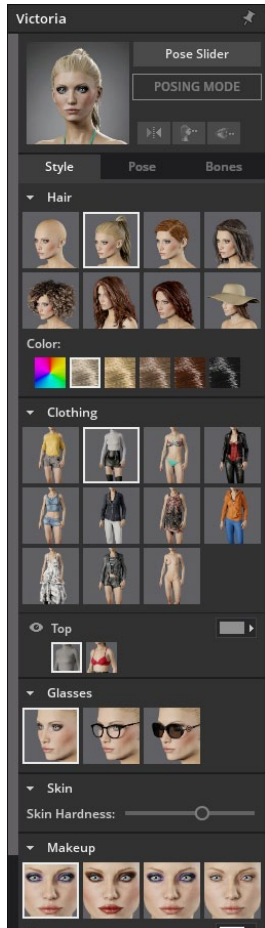 Victoria
Pose Slider
POSING MODE
Style Pose Bones
Hair
Color:
Clothing
Top
Glasses
Skin
Skin Hardness:
Makeup